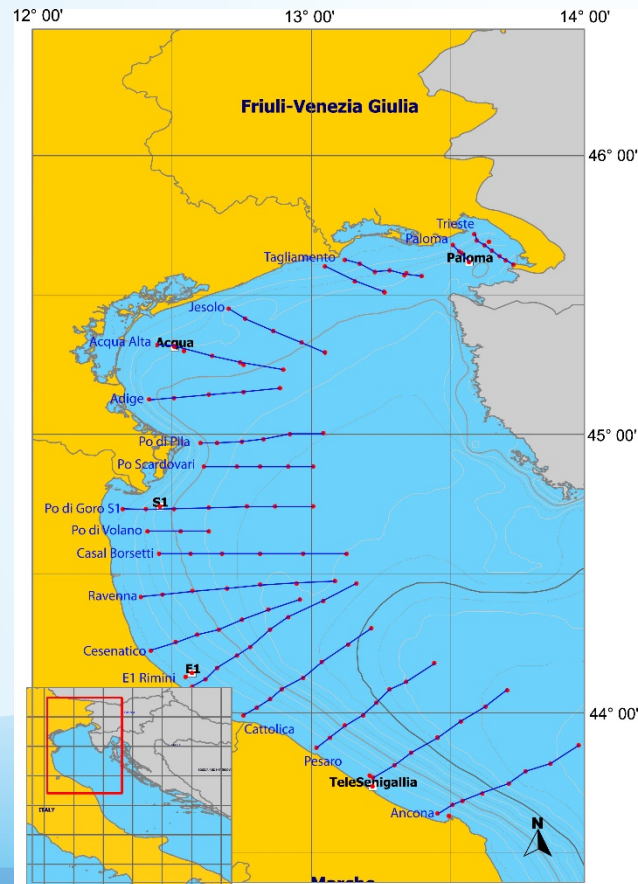 12° 00'
13° 00'
14° 00'
Friuli-Venezia Giulia
46° 00'
Trieste
Paloma
Paloma
Tagliamento
Jesolo
Acqua Alta
Acqua
Adige
45° 00'
Po di Pila
Po Scardovari
S1
Po di Goro S1
Po di Volano
Casal Borsetti
Ravenna
Cesenatico
E1
E1 Rimini
44° 00'
Cattolica
Pesaro
TeleSenigallia
Ancona
ITALY
N
Marche